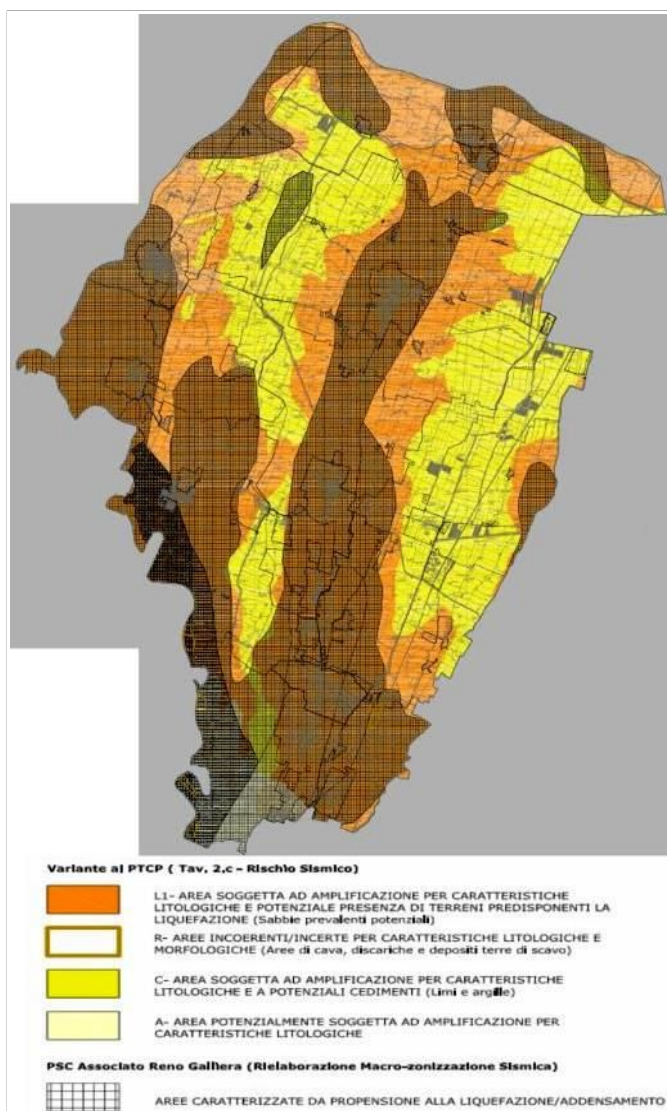 Variante al PTCP ( Tav, 2,c - Rischio Sismico)
L1- AREA SOGGETTA AD AMPLIFICAZIONE PER CARATTERISTICHE
LITOLOGICHE E POTENZIALE PRESENZA DI TERRENI PREDISPONENTI LA
LIQUEFAZIONE (Sabbie prevalenti potenziali)
R- AREE INCOERENTI/INCERTE PER CARATTERISTICHE LITOLOGICHE E
MORFOLOGICHE (Aree di cava, discariche e depositi terre di scavo)
C- AREA SOGGETTA AD AMPLIFICAZIONE PER CARATTERISTICHE
LITOLOGICHE E A POTENZIALI CEDIMENTI (Limi e argille)
A- AREA POTENZIALMENTE SOGGETTA AD AMPLIFICAZIONE PER
CARATTERISTICHE LITOLOGICHE
PSC Associato Reno Galliera (Rielaborazione Macro-zonizzazione Sismica)
AREE CARATTERIZZATE DA PROPENSIONE ALLA LIQUEFAZIONE/ADDENSAMENTO